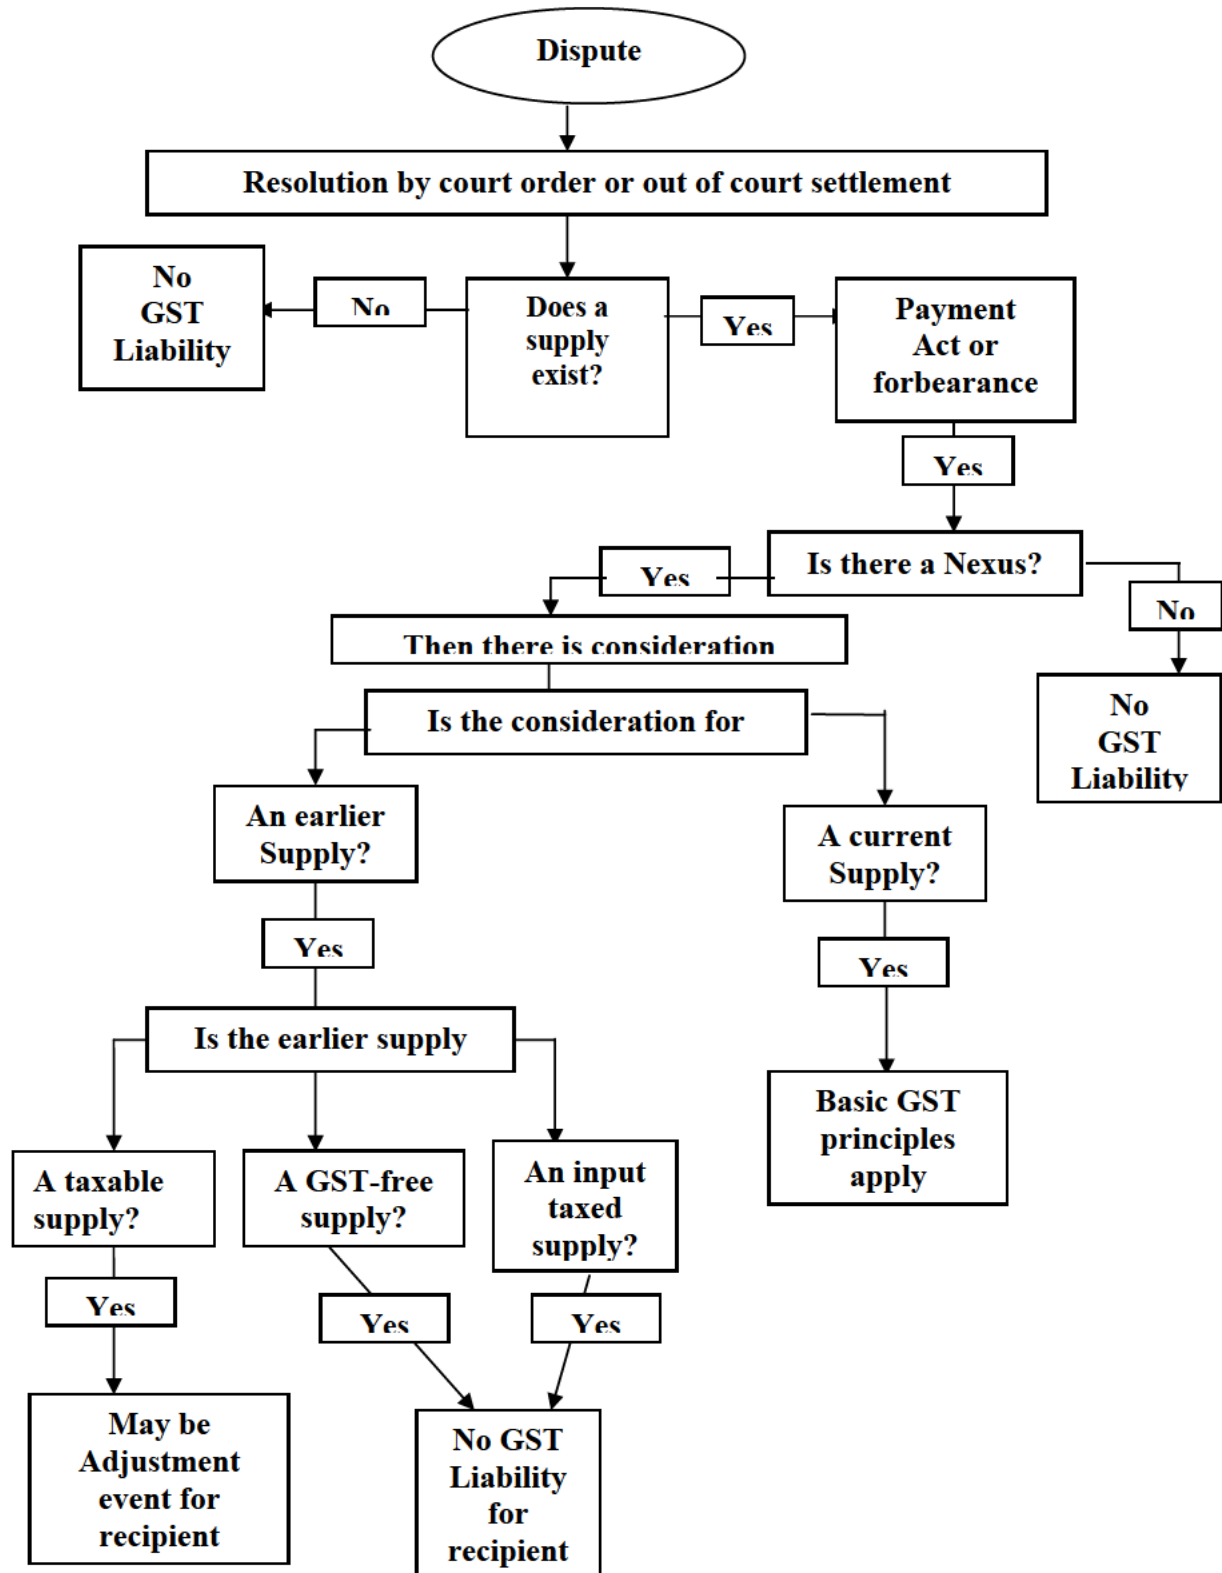 Dispute
Resolution by court order or out of court settlement
No
GST
Liability
No
Does a
supply
exist?
Yes
Payment
Act or
forbearance
Yes
Is there a Nexus?
Yes
No
Then there is consideration
No
GST
Liability
Is the consideration for
An earlier
Supply?
A current
Supply?
Yes
Yes
Is the earlier supply
Basic GST
principles
apply
A taxable
supply?
A GST-free
supply?
An input
taxed
supply?
Yes
Yes
Yes
May be
Adjustment
event for
recipient
No GST
Liability
for
recipient